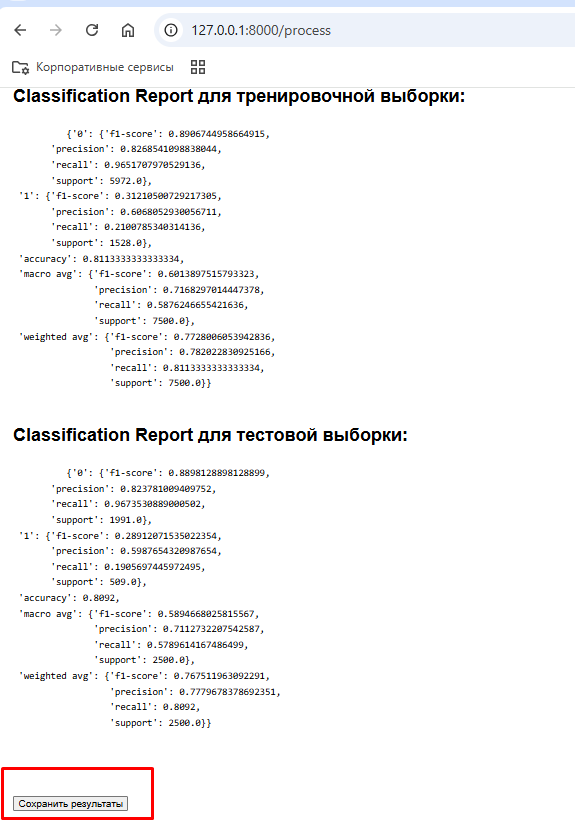 127.0.0.1:8000/process
Корпоративные сервисы
Classification Report для тренировочной выборки:
{'0': {'f1-score': 0.8906744958664915,
'precision': 0.8268541098838044,
'recall': 0.9651707970529136,
'support': 5972.0},
'1': {'f1-score': 0.31210500729217305,
'precision': 0.6068052930056711,
'recall': 0.2100785340314136,
'support': 1528.0},
'accuracy': 0.8113333333333334,
'macro avg': {'f1-score': 0.6013897515793323,
'precision': 0.7168297014447378,
'recall': 0.5876246655421636,
'support': 7500.0},
'weighted avg': {'f1-score': 0.7728006053942836,
'precision': 0.782022830925166,
'recall': 0.8113333333333334,
'support': 7500.0}}
Classification Report для тестовой выборки:
{'0': {'f1-score': 0.8898128898128899,
'precision': 0.823781009409752,
'recall': 0.9673530889000502,
'support': 1991.0},
'1': {'f1-score': 0.28912071535022354,
'precision': 0.5987654320987654,
'recall': 0.1905697445972495,
'support': 509.0},
'accuracy': 0.8092,
'macro avg': {'f1-score': 0.5894668025815567,
'precision': 0.7112732207542587,
'recall': 0.5789614167486499,
'support': 2500.0},
'weighted avg': {'f1-score': 0.767511963092291,
'precision': 0.7779678378692351,
'recall': 0.8092,
'support': 2500.0}}
Сохранить результаты